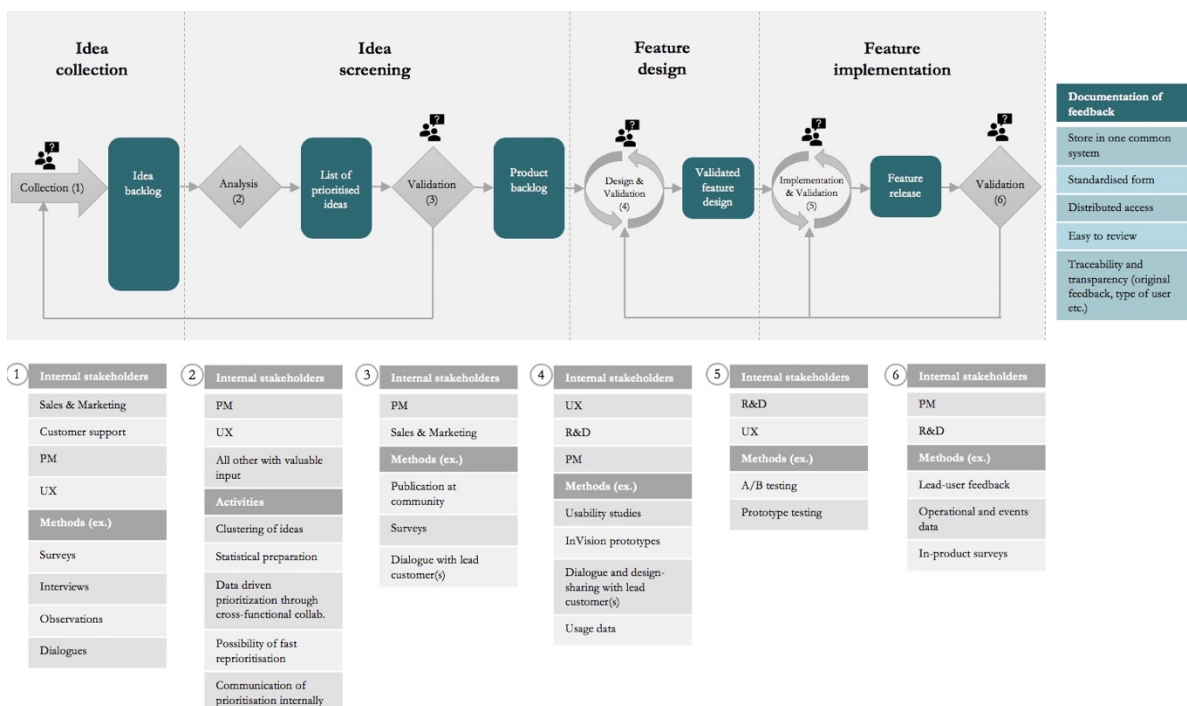 Idea
collection
Idea
screening
Feature
design
Feature
implementation
?
Collection (1)
Idea
backlog
Analysis
(2)
List of
prioritised
ideas
?
Validation
(3)
Product
backlog
?
Design &
Validation
(4)
Validated
feature
design
?
Implementation
& Validation
(5)
Feature
release
?
Validation
(6)
Documentation of
feedback
Store in one common
system
Standardised form
Distributed access
Easy to review
Traceability and
transparency (original
feedback, type of user
etc.)
1
Internal stakeholders
Sales & Marketing
Customer support
PM
UX
Methods (ex.)
Surveys
Interviews
Observations
Dialogues
2
Internal stakeholders
PM
UX
All other with valuable
input
Activities
Clustering of ideas
Statistical preparation
Data driven
prioritization through
cross-functional collab.
Possibility of fast
reprioritisation
Communication of
prioritisation internally
3
Internal stakeholders
PM
Sales & Marketing
Methods (ex.)
Publication at
community
Surveys
Dialogue with lead
customer(s)
4
Internal stakeholders
UX
R&D
PM
Methods (ex.)
Usability studies
InVision prototypes
Dialogue and design-
sharing with lead
customer(s)
Usage data
5
Internal stakeholders
R&D
UX
Methods (ex.)
A/B testing
Prototype testing
6
Internal stakeholders
PM
R&D
Methods (ex.)
Lead-user feedback
Operational and events
data
In-product surveys